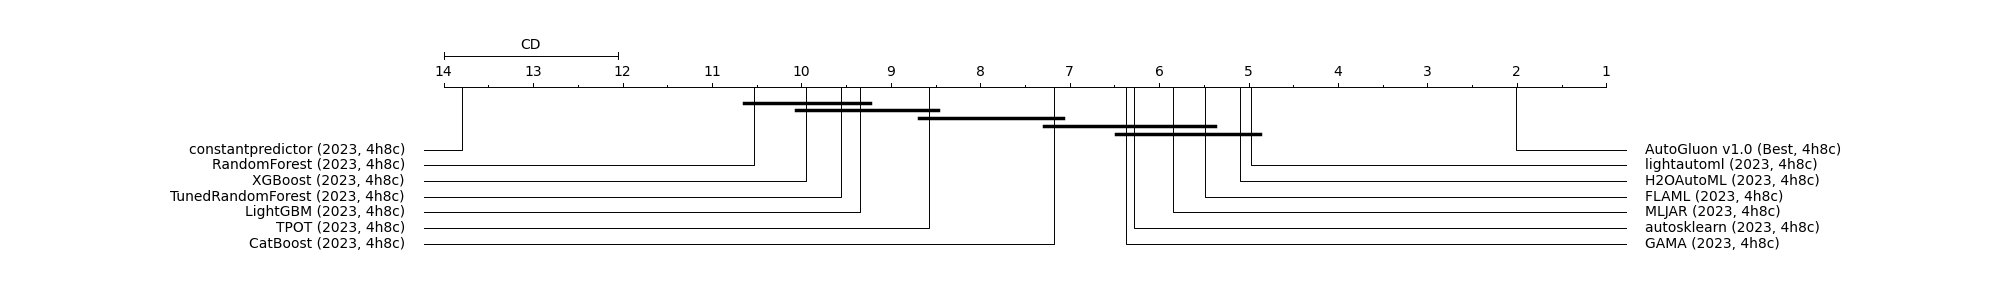 CD
14 13 12 11 10 9 8 7 6 5 4 3 2 1
constantpredictor (2023, 4h8c) AutoGluon v1.0 (Best, 4h8c)
RandomForest (2023, 4h8c) lightautoml (2023, 4h8c)
XGBoost (2023, 4h8c) H2OAutoML (2023, 4h8c)
TunedRandomForest (2023, 4h8c) FLAML (2023, 4h8c)
LightGBM (2023, 4h8c) MLJAR (2023, 4h8c)
TPOT (2023, 4h8c) autosklearn (2023, 4h8c)
CatBoost (2023, 4h8c) GAMA (2023, 4h8c)